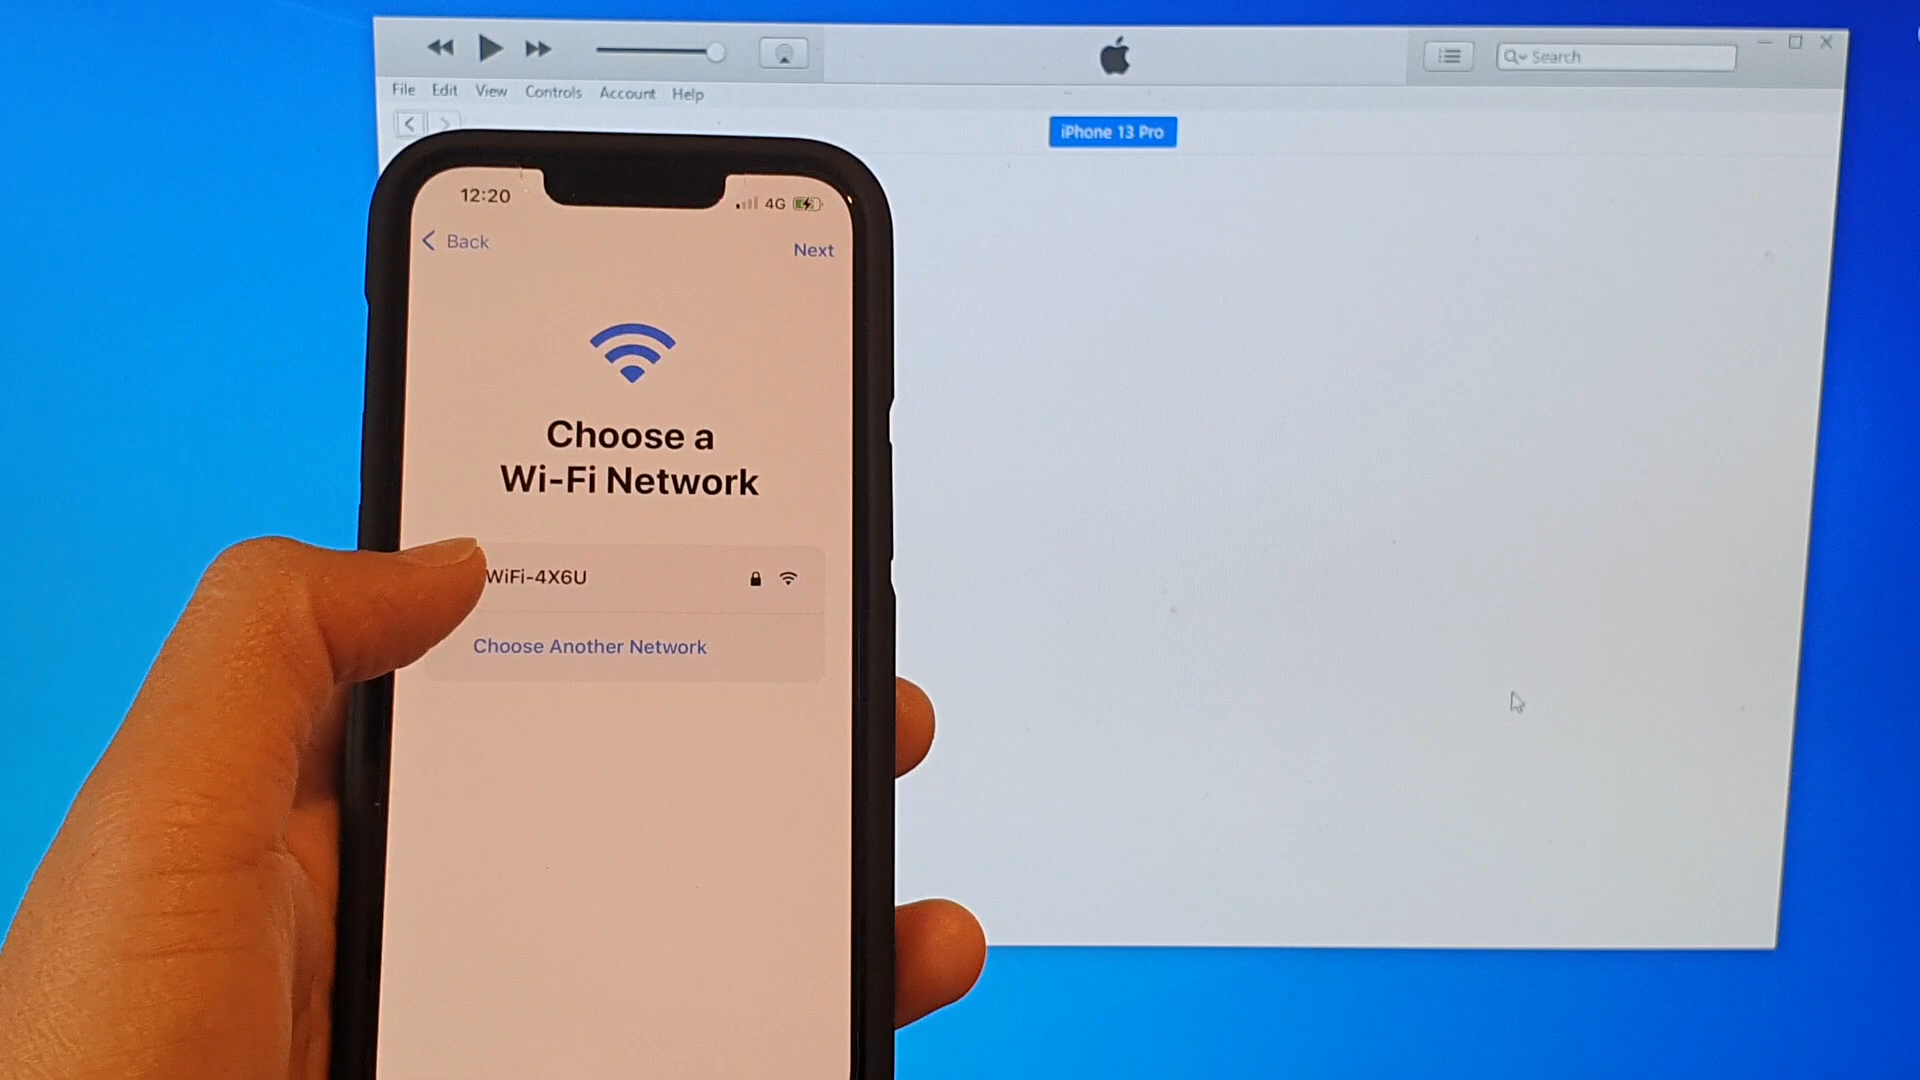 Search
File Edit View Controls Account Help
iPhone 13 Pro
12:20 4G
Back Next
Choose a
Wi-Fi Network
WiFi-4X6U
Choose Another Network